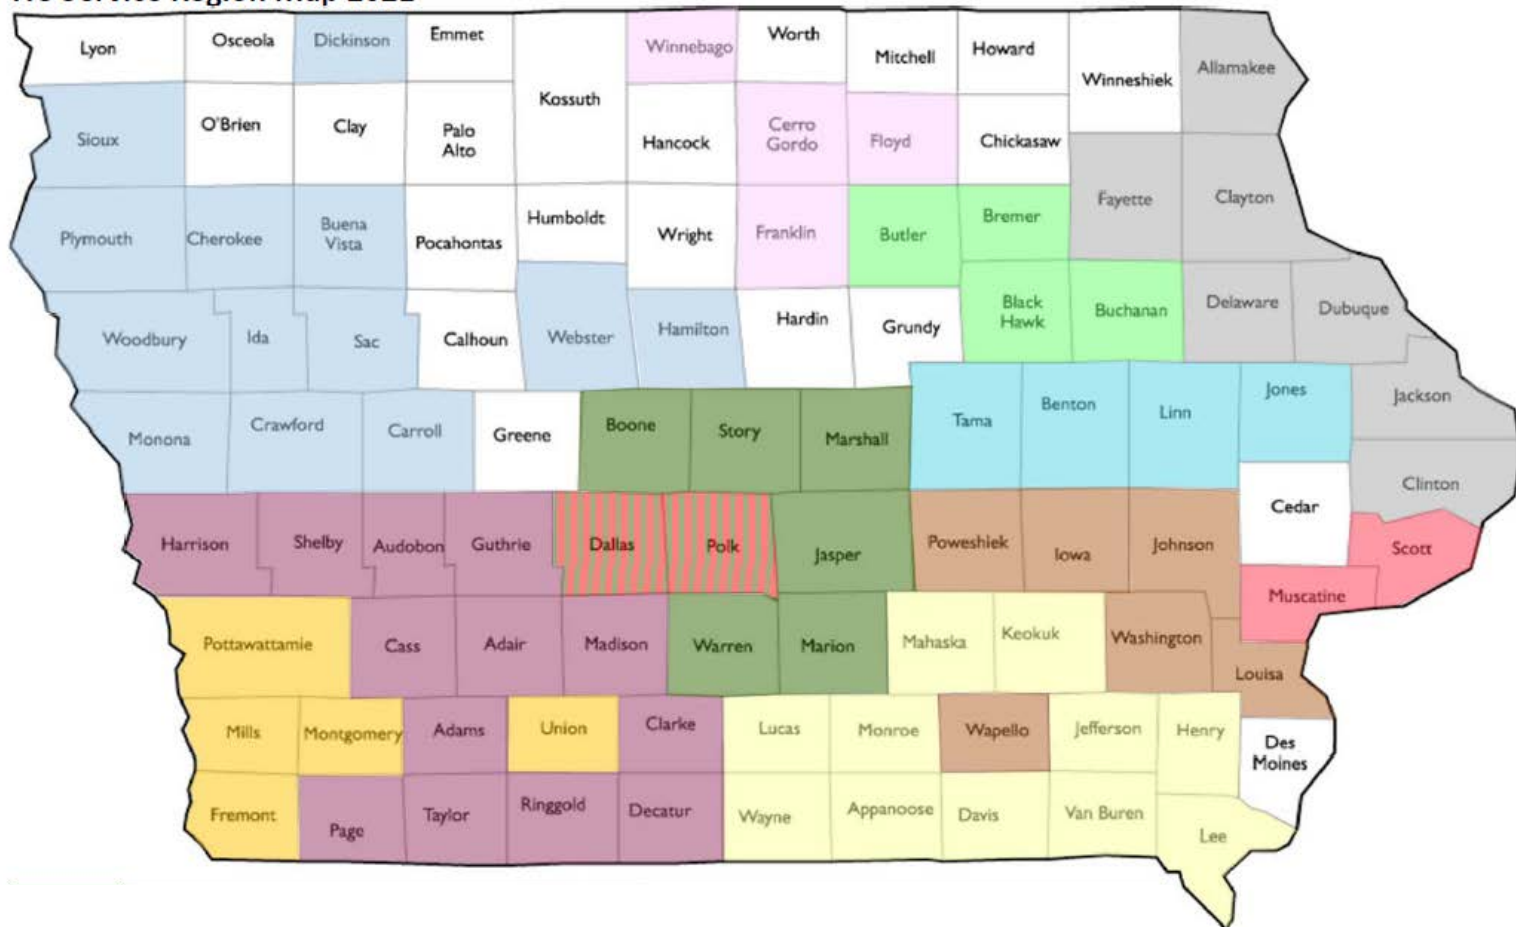 Lyon
Osceola
Dickinson
Emmet
Winnebago
Worth
Mitchell
Howard
Winneshiek
Allamakee
Sioux
O'Brien
Clay
Palo
Alto
Kossuth
Hancock
Cerro
Gordo
Floyd
Chickasaw
Fayette
Clayton
Plymouth
Cherokee
Buena
Vista
Pocahontas
Humboldt
Wright
Franklin
Butler
Bremer
Woodbury
Ida
Sac
Calhoun
Webster
Hamilton
Hardin
Grundy
Black
Hawk
Buchanan
Delaware
Dubuque
Monona
Crawford
Carroll
Greene
Boone
Story
Marshall
Tama
Benton
Linn
Jones
Jackson
Clinton
Harrison
Shelby
Audobon
Guthrie
Dallas
Polk
Jasper
Poweshiek
Iowa
Johnson
Cedar
Scott
Muscatine
Pottawattamie
Cass
Adair
Madison
Warren
Marion
Mahaska
Keokuk
Washington
Louisa
Mills
Montgomery
Adams
Union
Clarke
Lucas
Monroe
Wapello
Jefferson
Henry
Des
Moines
Fremont
Page
Taylor
Ringgold
Decatur
Wayne
Appanoose
Davis
Van Buren
Lee